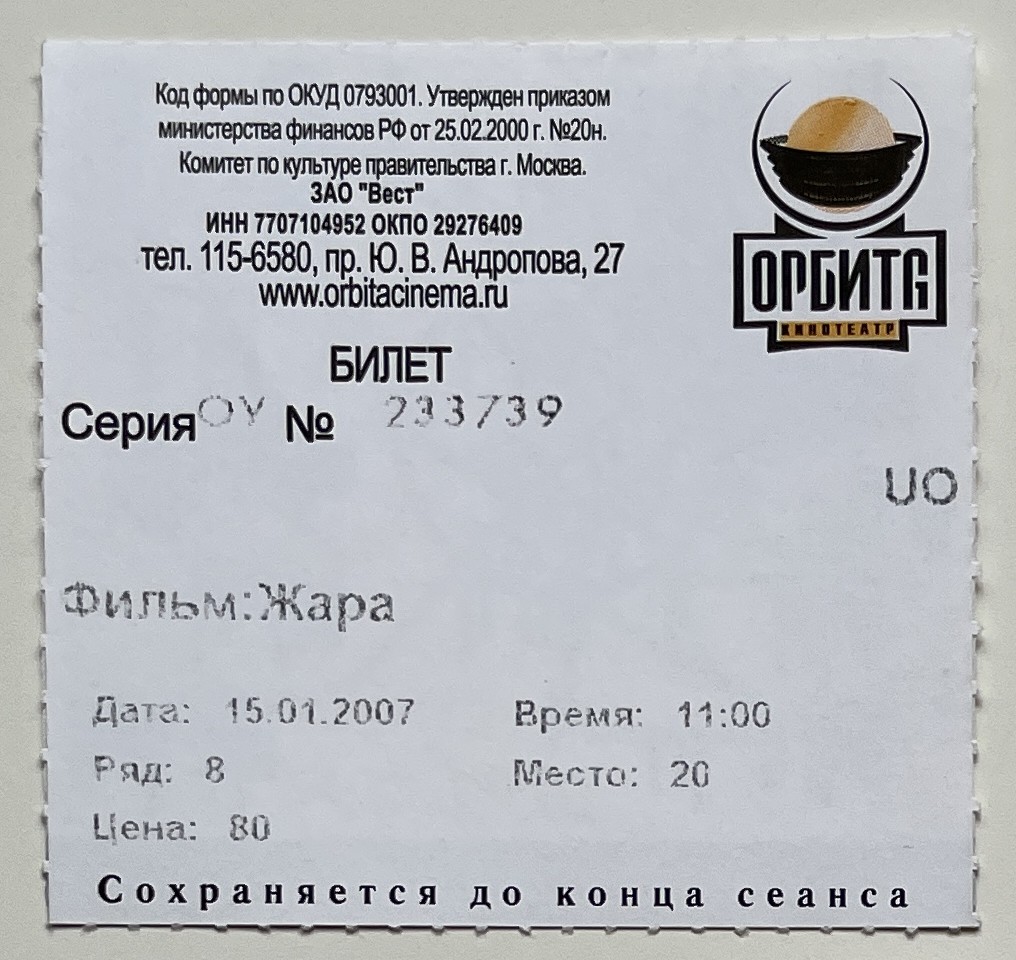 Код формы по ОКУД 0793001. Утвержден приказом
министерства финансов РФ от 25.02.2000 г. №20н.
Комитет по культуре правительства г. Москва.
ЗАО "Вест"
ИНН 7707104952 ОКПО 29276409
тел. 115-6580, пр. Ю. В. Андропова, 27
www.orbitacinema.ru
ОРБИТА
КИНОТЕАТР
БИЛЕТ
Серия ОУ № 233739
UO
Фильм:Жара
Дата: 15.01.2007 Время: 11:00
Ряд: 8 Место: 20
Цена: 80
Сохраняется до конца сеанса